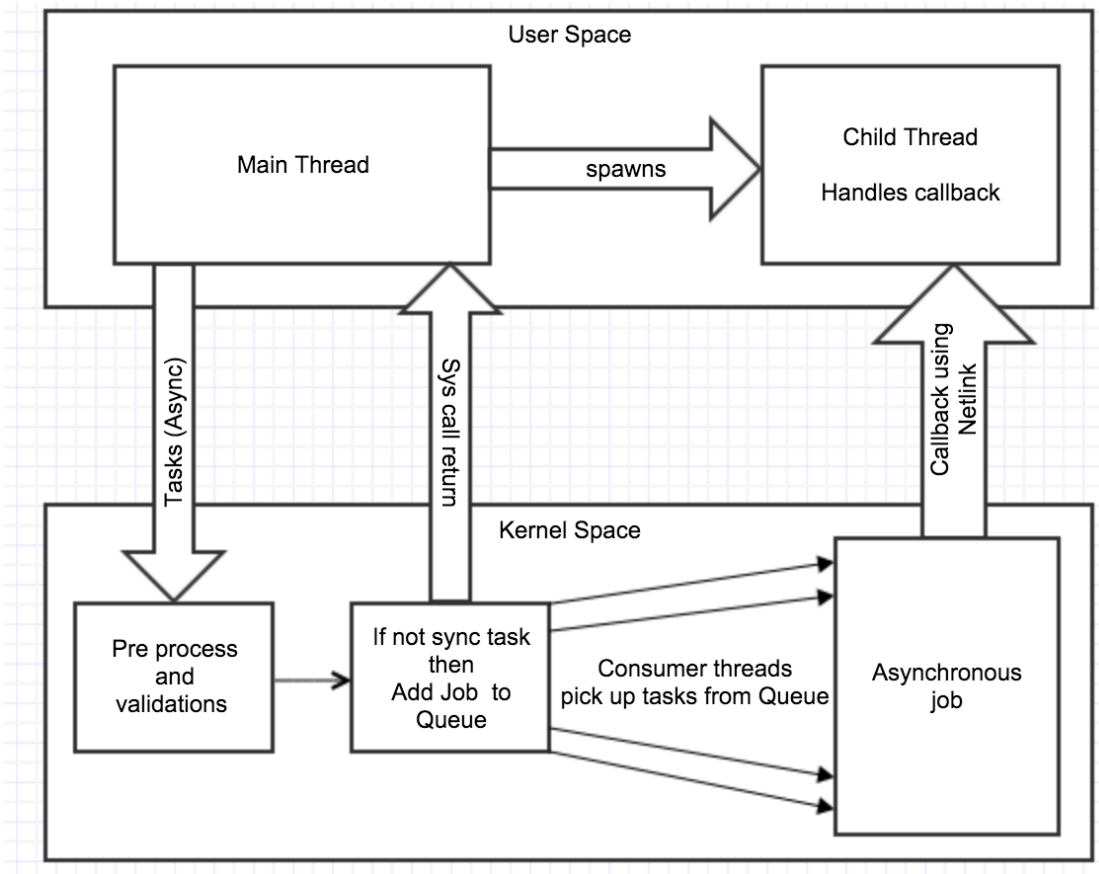 User Space
Main Thread
spawns
Child Thread
Handles callback
Tasks (Async)
Sys call return
Callback using
Netlink
Kernel Space
Pre process
and
validations
If not sync task
then
Add Job to
Queue
Consumer threads
pick up tasks from Queue
Asynchronous
job